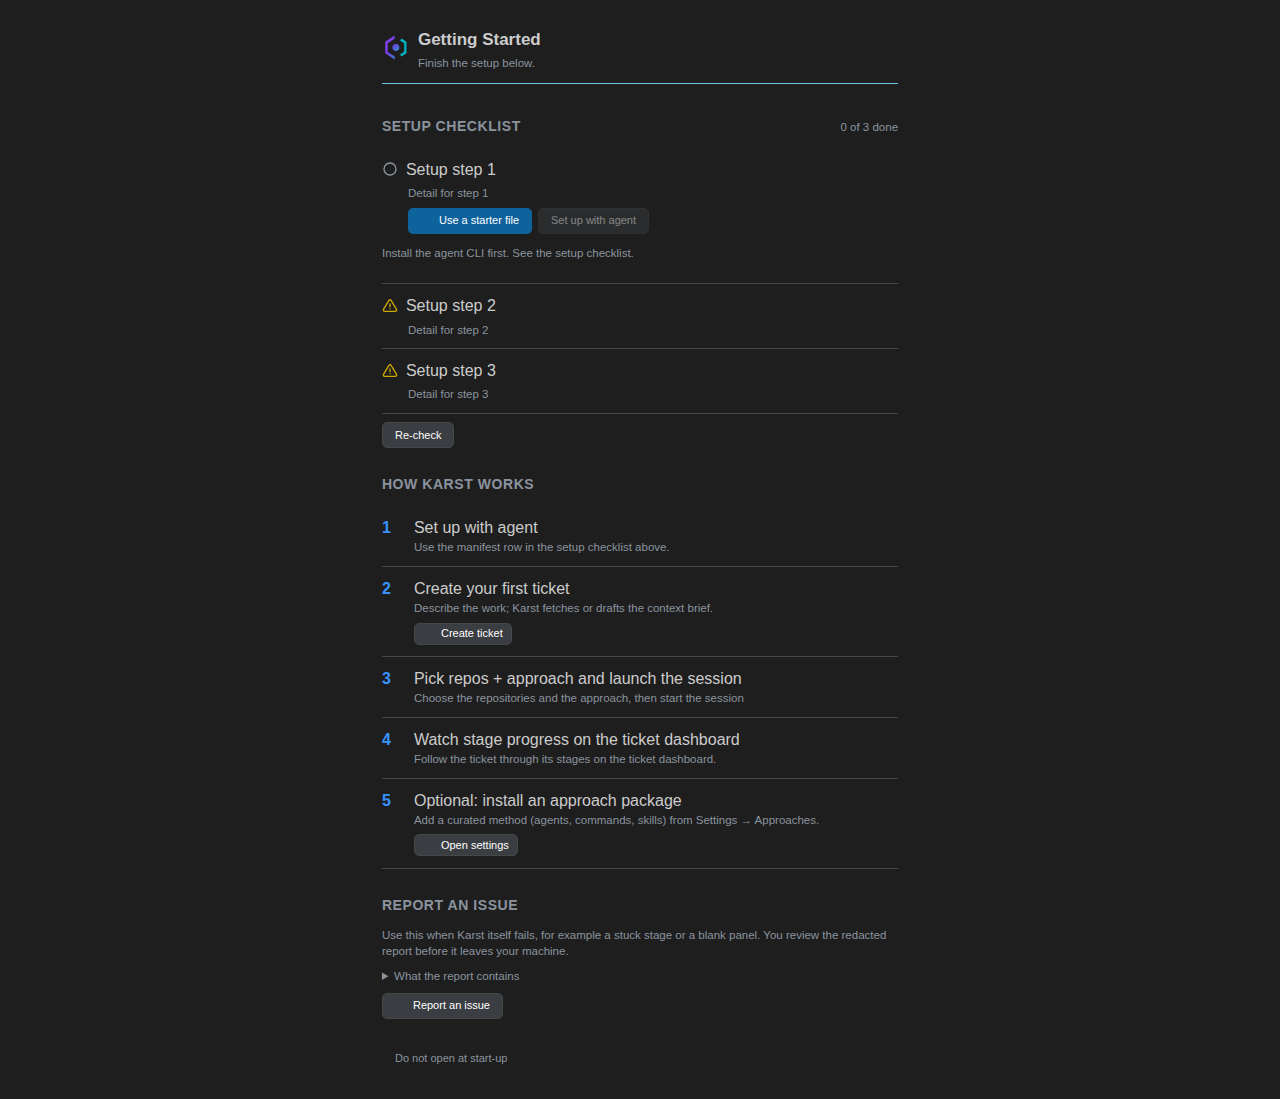 Getting Started
Finish the setup below.
SETUP CHECKLIST
0 of 3 done
Setup step 1
Detail for step 1
Use a starter file
Set up with agent
Install the agent CLI first. See the setup checklist.
Setup step 2
Detail for step 2
Setup step 3
Detail for step 3
Re-check
HOW KARST WORKS
1 Set up with agent
Use the manifest row in the setup checklist above.
2 Create your first ticket
Describe the work; Karst fetches or drafts the context brief.
Create ticket
3 Pick repos + approach and launch the session
Choose the repositories and the approach, then start the session
4 Watch stage progress on the ticket dashboard
Follow the ticket through its stages on the ticket dashboard.
5 Optional: install an approach package
Add a curated method (agents, commands, skills) from Settings → Approaches.
Open settings
REPORT AN ISSUE
Use this when Karst itself fails, for example a stuck stage or a blank panel. You review the redacted
report before it leaves your machine.
What the report contains
Report an issue
Do not open at start-up